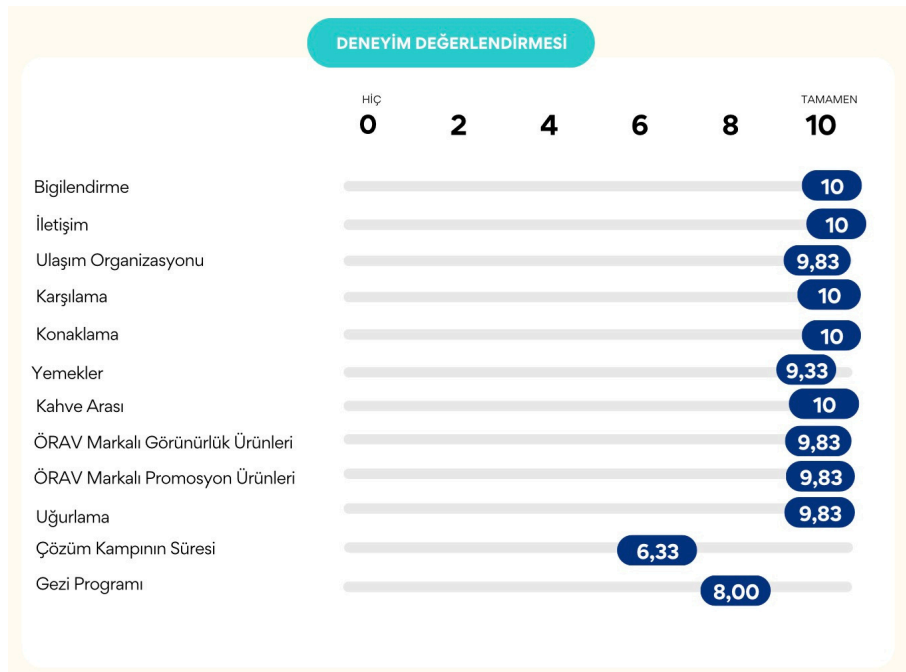 DENEYİM DEĞERLENDİRMESİ
HİÇ TAMAMEN
0 2 4 6 8 10
Bigilendirme 10
İletişim 10
Ulaşım Organizasyonu 9,83
Karşılama 10
Konaklama 10
Yemekler 9,33
Kahve Arası 10
ÖRAV Markalı Görünürlük Ürünleri 9,83
ÖRAV Markalı Promosyon Ürünleri 9,83
Uğurlama 9,83
Çözüm Kampının Süresi 6,33
Gezi Programı 8,00